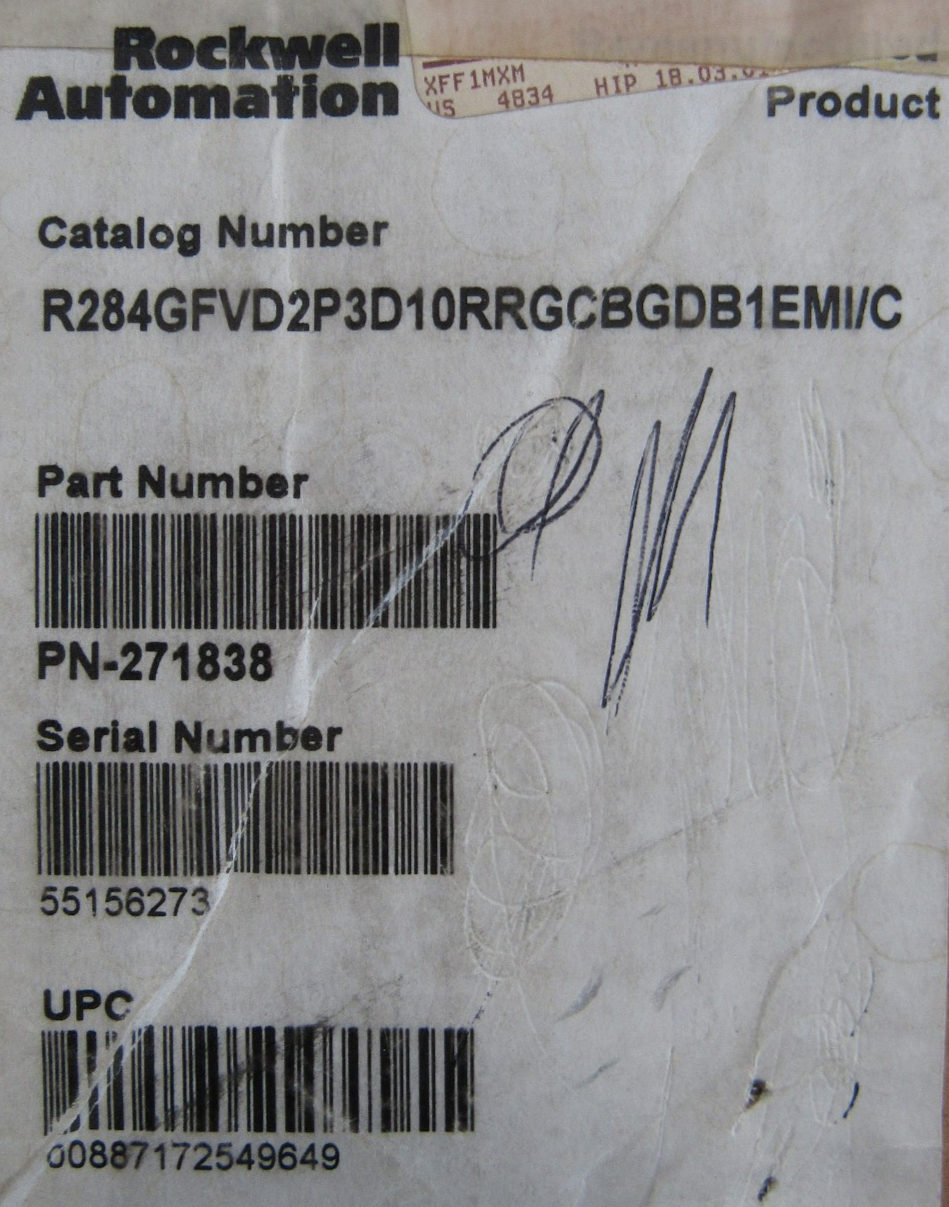 Rockwell
Automation
XFF1MXM
US 4834 HIP 18.03.
Product
Catalog Number
R284GFVD2P3D10RRGCBGDB1EMI/C
Part Number
PN-271838
Serial Number
55156273
UPC
00887172549649